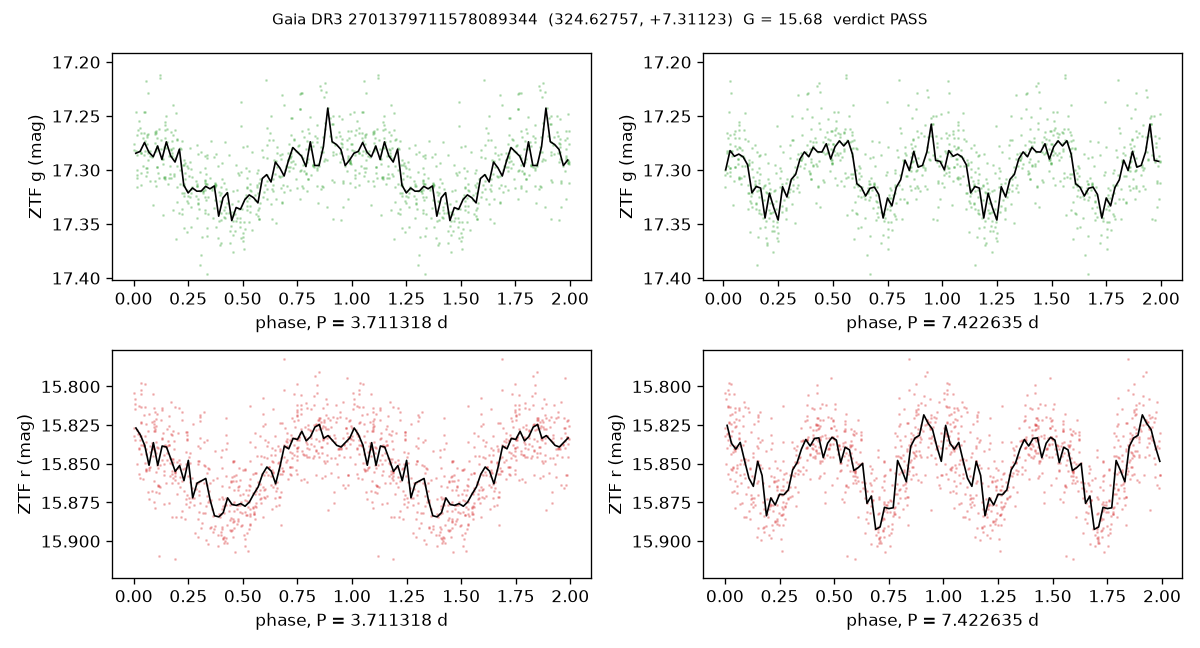 Gaia DR3 2701379711578089344 (324.62757, +7.31123) G = 15.68 verdict PASS
ZTF g (mag)
17.20
17.25
17.30
17.35
17.40
0.00 0.25 0.50 0.75 1.00 1.25 1.50 1.75 2.00
phase, P = 3.711318 d
ZTF g (mag)
17.20
17.25
17.30
17.35
17.40
0.00 0.25 0.50 0.75 1.00 1.25 1.50 1.75 2.00
phase, P = 7.422635 d
ZTF r (mag)
15.800
15.825
15.850
15.875
15.900
0.00 0.25 0.50 0.75 1.00 1.25 1.50 1.75 2.00
phase, P = 3.711318 d
ZTF r (mag)
15.800
15.825
15.850
15.875
15.900
0.00 0.25 0.50 0.75 1.00 1.25 1.50 1.75 2.00
phase, P = 7.422635 d